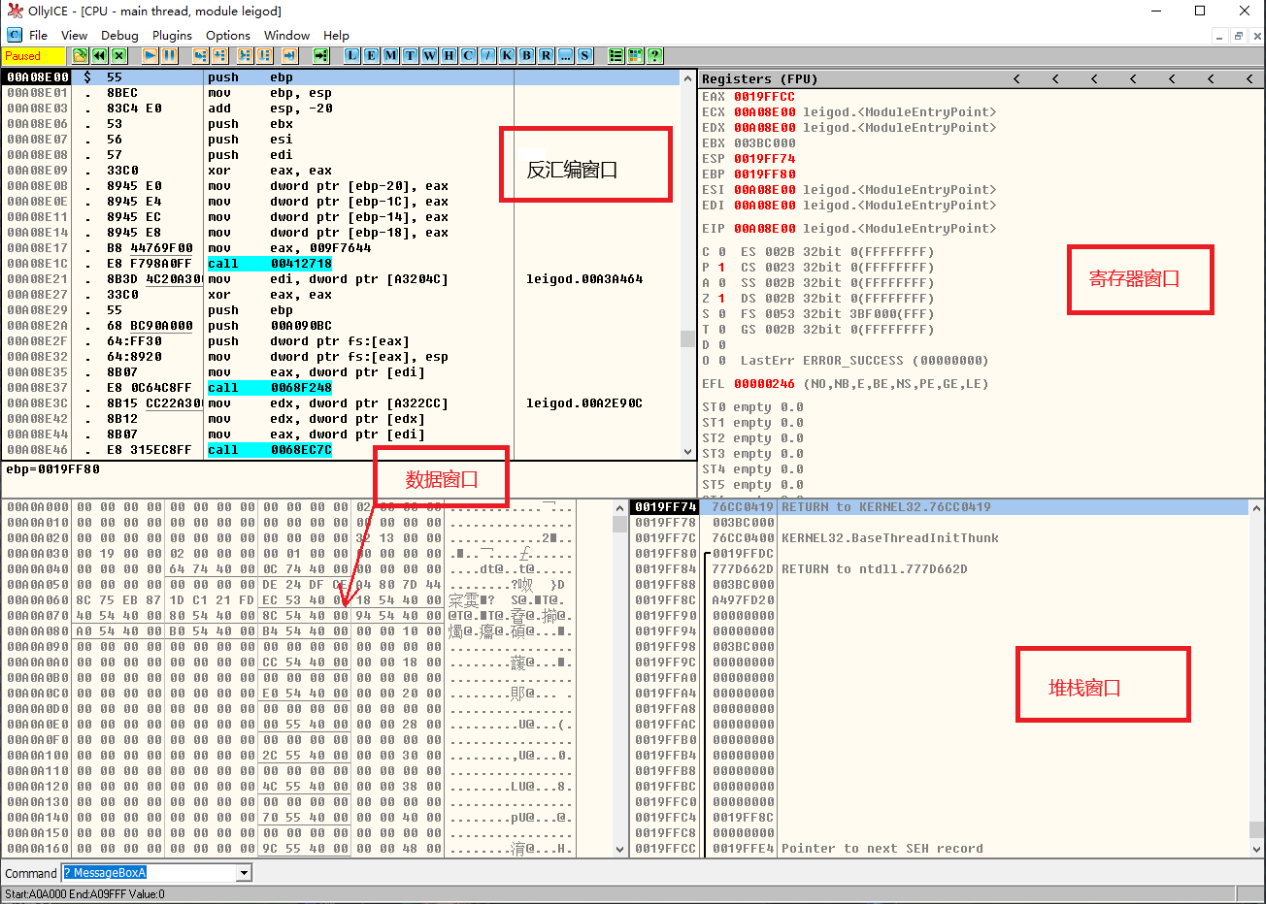 OllyICE - [CPU - main thread, module leigod]
File View Debug Plugins Options Window Help
Paused L E M T W H C / K B R ... S ?
00A08E00 $ 55 push ebp
00A08E01 . 8BEC mov ebp, esp
00A08E03 . 83C4 E0 add esp, -20
00A08E06 . 53 push ebx
00A08E07 . 56 push esi
00A08E08 . 57 push edi
00A08E09 . 33C0 xor eax, eax
00A08E0B . 8945 E0 mov dword ptr [ebp-20], eax
00A08E0E . 8945 E4 mov dword ptr [ebp-1C], eax
00A08E11 . 8945 EC mov dword ptr [ebp-14], eax
00A08E14 . 8945 E8 mov dword ptr [ebp-18], eax
00A08E17 . B8 44769F00 mov eax, 009F7644
00A08E1C . E8 F798A0FF call 00412718
00A08E21 . 8B3D 4C20A30 mov edi, dword ptr [A3204C] leigod.00A3A464
00A08E27 . 33C0 xor eax, eax
00A08E29 . 55 push ebp
00A08E2A . 68 BC90A000 push 00A090BC
00A08E2F . 64:FF30 push dword ptr fs:[eax]
00A08E32 . 64:8920 mov dword ptr fs:[eax], esp
00A08E35 . 8B07 mov eax, dword ptr [edi]
00A08E37 . E8 0C64C8FF call 0068F248
00A08E3C . 8B15 CC22A30 mov edx, dword ptr [A322CC] leigod.00A2E90C
00A08E42 . 8B12 mov edx, dword ptr [edx]
00A08E44 . 8B07 mov eax, dword ptr [edi]
00A08E46 . E8 315EC8FF call 0068EC7C
反汇编窗口
ebp=0019FF80
Registers (FPU) < < < < < < <
EAX 0019FFCC
ECX 00A08E00 leigod.<ModuleEntryPoint>
EDX 00A08E00 leigod.<ModuleEntryPoint>
EBX 003BC000
ESP 0019FF74
EBP 0019FF80
ESI 00A08E00 leigod.<ModuleEntryPoint>
EDI 00A08E00 leigod.<ModuleEntryPoint>
EIP 00A08E00 leigod.<ModuleEntryPoint>
C 0 ES 002B 32bit 0(FFFFFFFF)
P 1 CS 0023 32bit 0(FFFFFFFF)
A 0 SS 002B 32bit 0(FFFFFFFF)
Z 1 DS 002B 32bit 0(FFFFFFFF)
S 0 FS 0053 32bit 3BF000(FFF)
T 0 GS 002B 32bit 0(FFFFFFFF)
D 0
O 0 LastErr ERROR_SUCCESS (00000000)
EFL 00000246 (NO,NB,E,BE,NS,PE,GE,LE)
ST0 empty 0.0
ST1 empty 0.0
ST2 empty 0.0
ST3 empty 0.0
ST4 empty 0.0
ST5 empty 0.0
寄存器窗口
数据窗口
00A0A000 00 00 00 00 00 00 00 00 00 00 00 00 02
00A0A010 00 00 00 00 00 00 00 00 00 00 00 00 00 00 00 00
00A0A020 00 00 00 00 00 00 00 00 00 00 00 00 32 13 00 00
00A0A030 00 19 00 00 02 00 00 00 00 01 00 00 00 00 00 00
00A0A040 00 00 00 00 64 74 40 00 0C 74 40 00 00 00 00 00
00A0A050 00 00 00 00 00 00 00 00 DE 24 DF CE A4 80 7D 44
00A0A060 8C 75 EB 87 1D C1 21 FD EC 53 40 00 18 54 40 00
00A0A070 40 54 40 00 80 54 40 00 8C 54 40 00 94 54 40 00
00A0A080 A0 54 40 00 B0 54 40 00 B4 54 40 00 00 00 10 00
00A0A090 00 00 00 00 00 00 00 00 00 00 00 00 00 00 00 00
00A0A0A0 00 00 00 00 00 00 00 00 CC 54 40 00 00 00 18 00
00A0A0B0 00 00 00 00 00 00 00 00 00 00 00 00 00 00 00 00
00A0A0C0 00 00 00 00 00 00 00 00 E0 54 40 00 00 00 20 00
00A0A0D0 00 00 00 00 00 00 00 00 00 00 00 00 00 00 00 00
00A0A0E0 00 00 00 00 00 00 00 00 00 55 40 00 00 00 28 00 .........U@...(.
00A0A0F0 00 00 00 00 00 00 00 00 00 00 00 00 00 00 00 00
00A0A100 00 00 00 00 00 00 00 00 2C 55 40 00 00 00 30 00 ........,U@...0.
00A0A110 00 00 00 00 00 00 00 00 00 00 00 00 00 00 00 00
00A0A120 00 00 00 00 00 00 00 00 4C 55 40 00 00 00 38 00 ........LU@...8.
00A0A130 00 00 00 00 00 00 00 00 00 00 00 00 00 00 00 00
00A0A140 00 00 00 00 00 00 00 00 70 55 40 00 00 00 40 00 ........pU@...@.
00A0A150 00 00 00 00 00 00 00 00 00 00 00 00 00 00 00 00
00A0A160 00 00 00 00 00 00 00 00 9C 55 40 00 00 00 48 00
0019FF74 76CC0419 RETURN to KERNEL32.76CC0419
0019FF78 003BC000
0019FF7C 76CC0400 KERNEL32.BaseThreadInitThunk
0019FF80 0019FFDC
0019FF84 777D662D RETURN to ntdll.777D662D
0019FF88 003BC000
0019FF8C A497FD20
0019FF90 00000000
0019FF94 00000000
0019FF98 003BC000
0019FF9C 00000000
0019FFA0 00000000
0019FFA4 00000000
0019FFA8 00000000
0019FFAC 00000000
0019FFB0 00000000
0019FFB4 00000000
0019FFB8 00000000
0019FFBC 00000000
0019FFC0 00000000
0019FFC4 0019FF8C
0019FFC8 00000000
0019FFCC 0019FFE4 Pointer to next SEH record
堆栈窗口
Command ? MessageBoxA
Start:A0A000 End:A09FFF Value:0